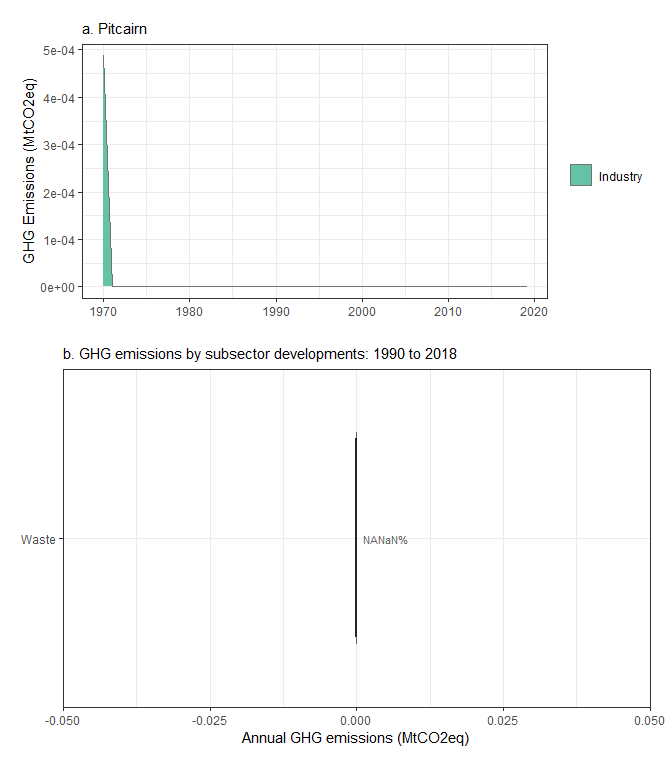 a. Pitcairn
5e-04
4e-04
3e-04
2e-04
1e-04
0e+00
GHG Emissions (MtCO2eq)
1970 1980 1990 2000 2010 2020
Industry
b. GHG emissions by subsector developments: 1990 to 2018
Waste
NANaN%
-0.050 -0.025 0.000 0.025 0.050
Annual GHG emissions (MtCO2eq)